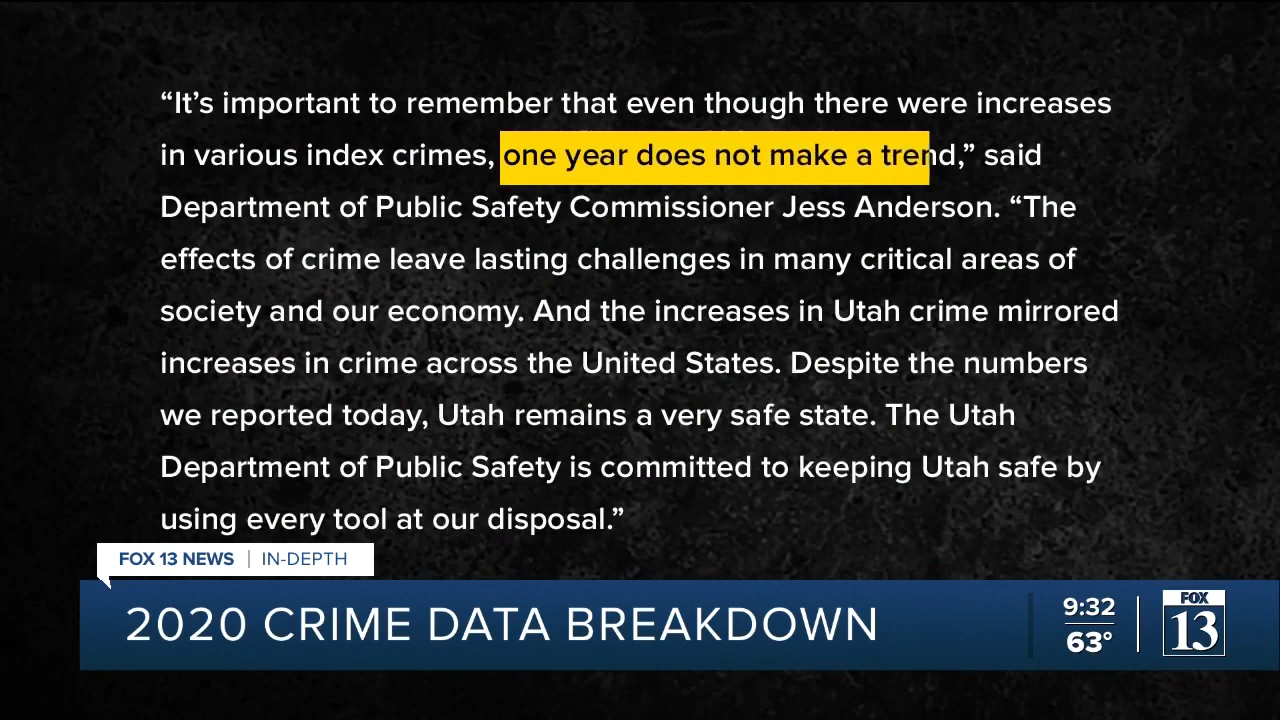 “It’s important to remember that even though there were increases
in various index crimes, one year does not make a trend,” said
Department of Public Safety Commissioner Jess Anderson. “The
effects of crime leave lasting challenges in many critical areas of
society and our economy. And the increases in Utah crime mirrored
increases in crime across the United States. Despite the numbers
we reported today, Utah remains a very safe state. The Utah
Department of Public Safety is committed to keeping Utah safe by
using every tool at our disposal.”
FOX 13 NEWS | IN-DEPTH
2020 CRIME DATA BREAKDOWN
9:32
63°
FOX
13